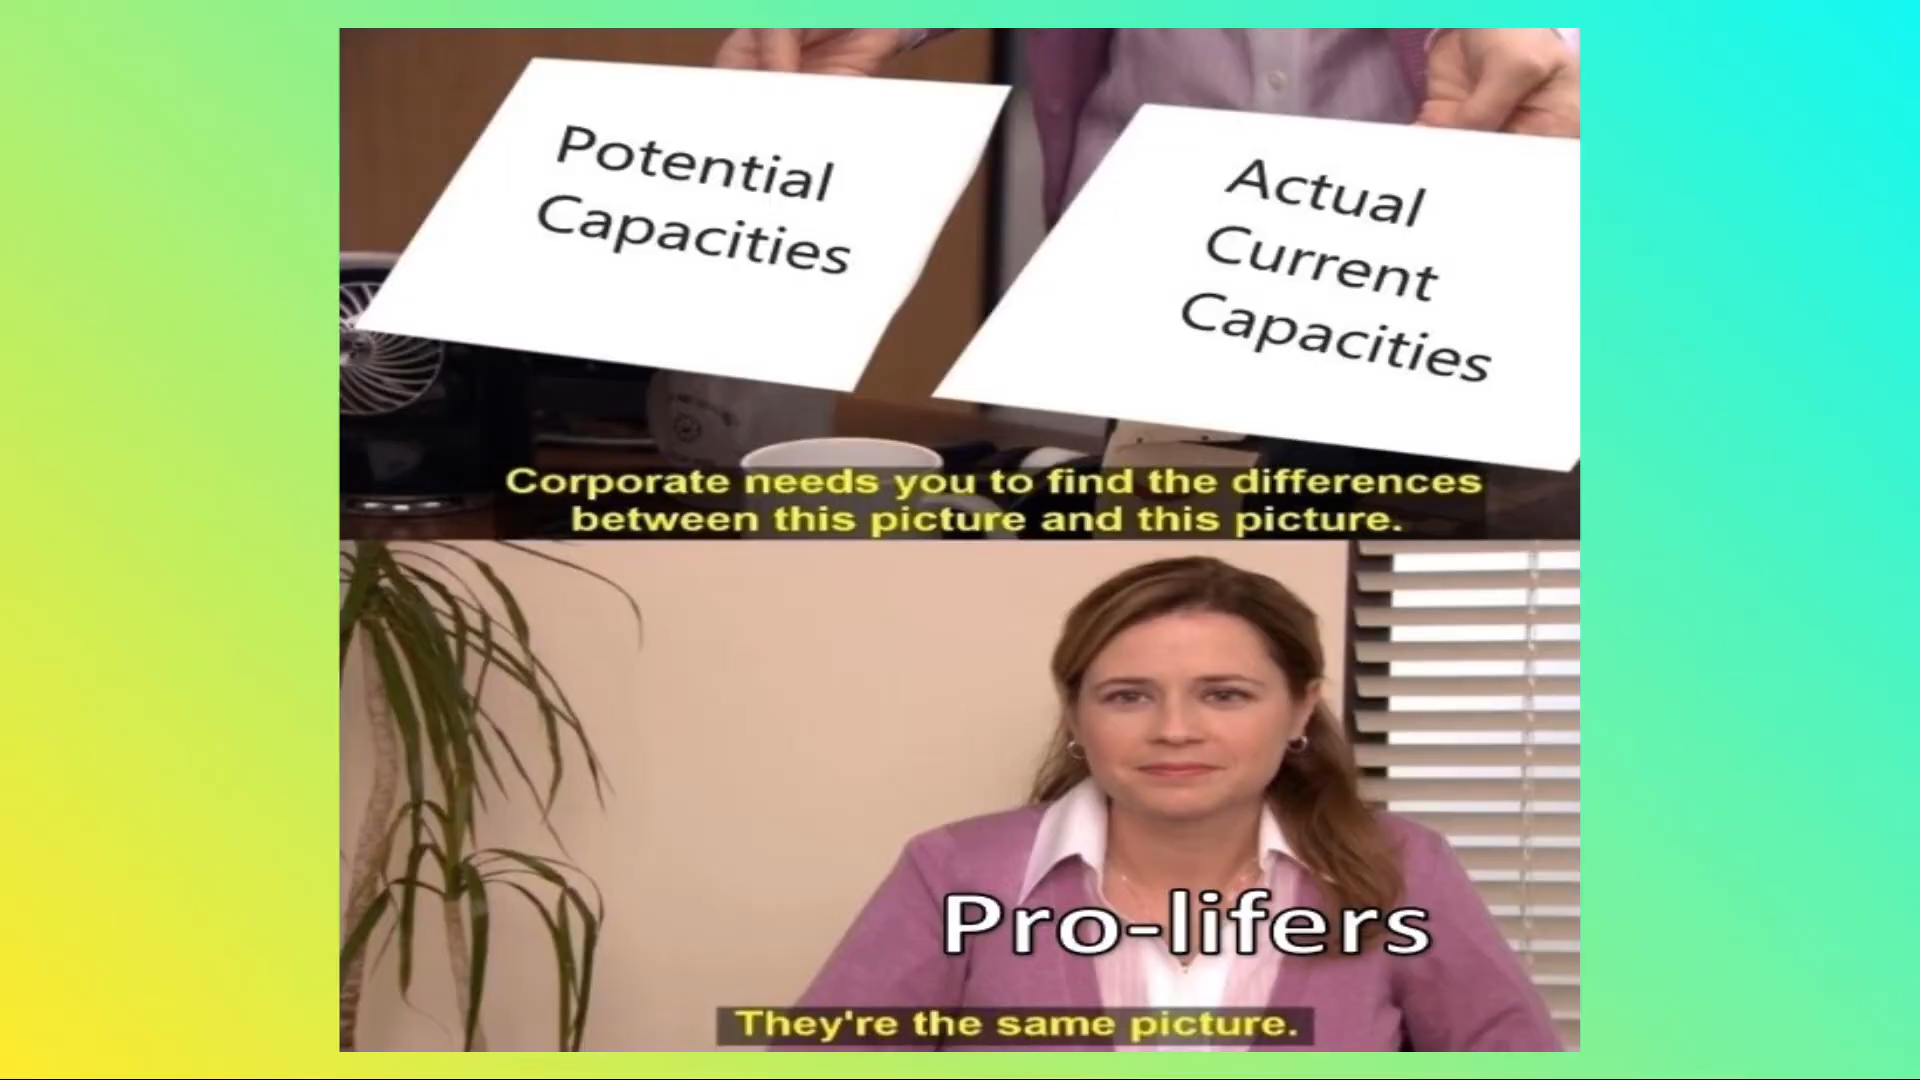 Potential
Capacities
Actual
Current
Capacities
Corporate needs you to find the differences
between this picture and this picture.
Pro-lifers
They're the same picture.